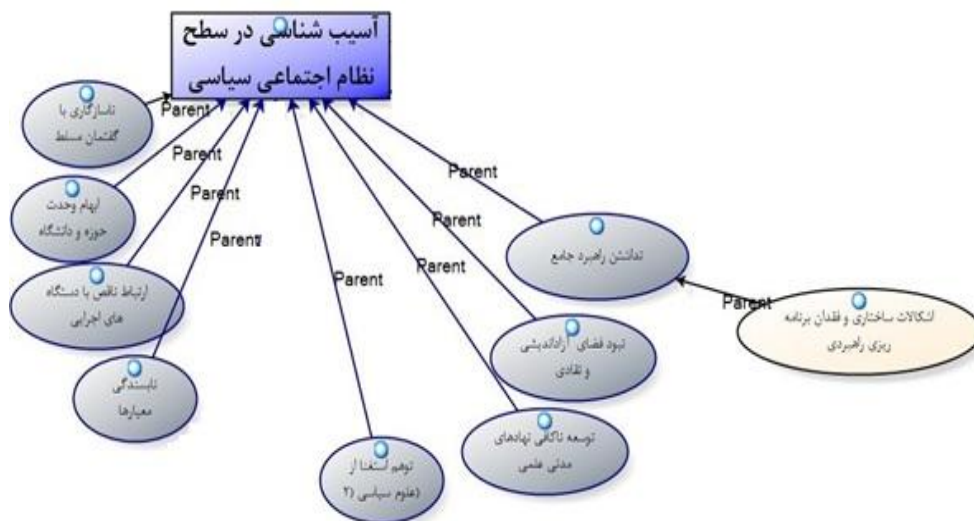 آسیب شناسی در سطح
نظام اجتماعی سیاسی
ناسازگاری با
گفتمان مسلط
Parent
ابهام وحدت
حوزه و دانشگاه
Parent
ارتباط ناقص با دستگاه
های اجرایی
Parent
نابسندگی
معیارها
Parent
توهم استغنا از
(علوم سیاسی (۲
Parent
توسعه ناکافی نهادهای
مدنی علمی
Parent
نبود فضای آزاداندیشی
و نقادی
Parent
نداشتن راهبرد جامع
Parent
اشکالات ساختاری و فقدان برنامه
ریزی راهبردی
Parent